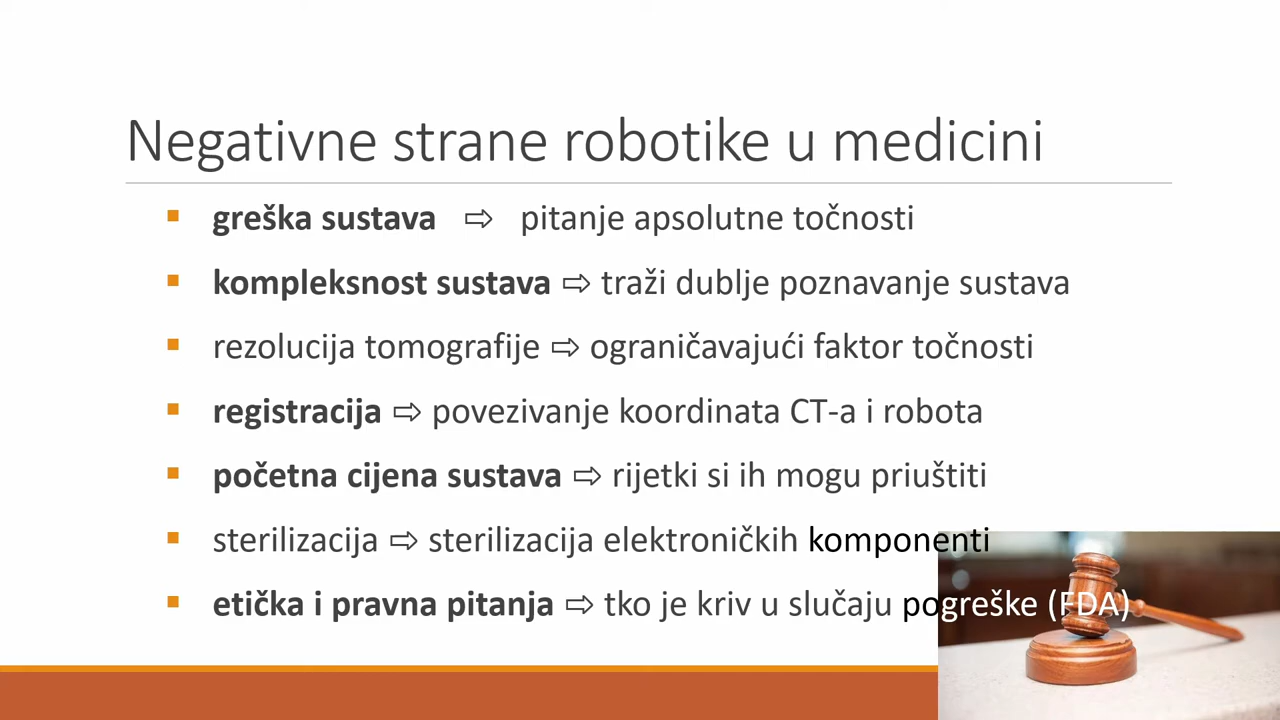 Negativne strane robotike u medicini
▪ greška sustava ⇨ pitanje apsolutne točnosti
▪ kompleksnost sustava ⇨ traži dublje poznavanje sustava
▪ rezolucija tomografije ⇨ ograničavajući faktor točnosti
▪ registracija ⇨ povezivanje koordinata CT-a i robota
▪ početna cijena sustava ⇨ rijetki si ih mogu priuštiti
▪ sterilizacija ⇨ sterilizacija elektroničkih komponenti
▪ etička i pravna pitanja ⇨ tko je kriv u slučaju pogreške (FDA)